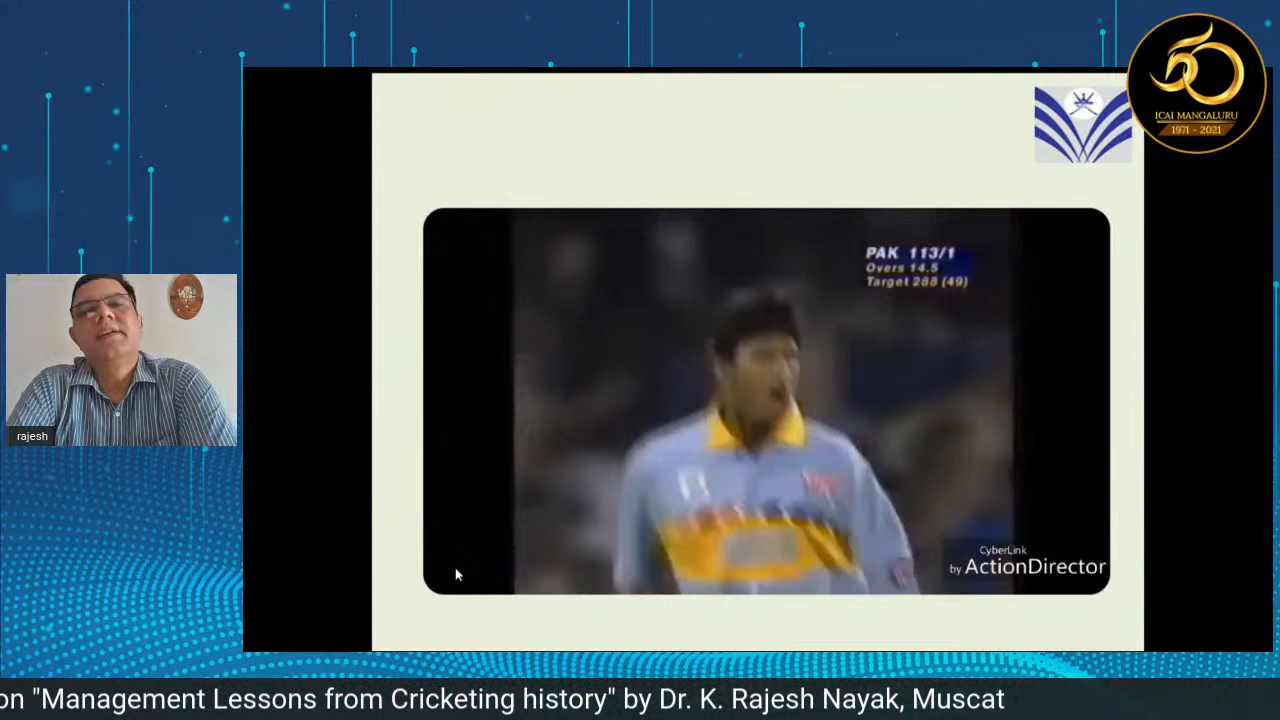 50
ICAI MANGALURU
1971 - 2021
PAK 113/1
Overs 14.5
Target 288 (49)
rajesh
CyberLink
by ActionDirector
on "Management Lessons from Cricketing history" by Dr. K. Rajesh Nayak, Muscat